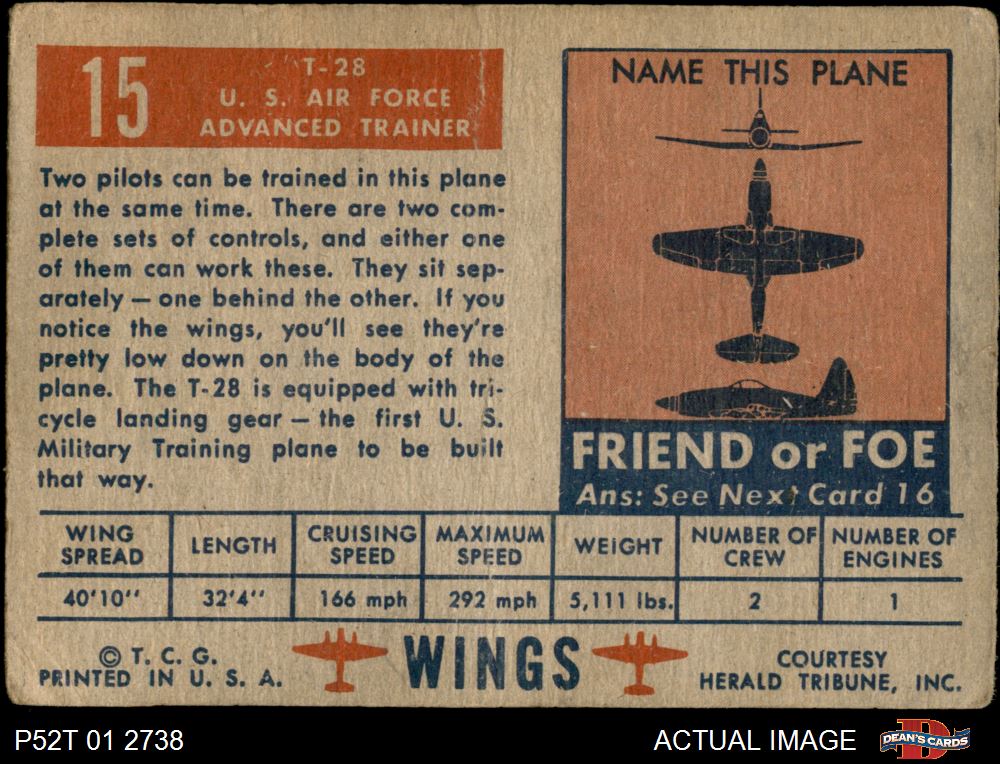 15
T-28
U. S. AIR FORCE
ADVANCED TRAINER
Two pilots can be trained in this plane
at the same time. There are two com-
plete sets of controls, and either one
of them can work these. They sit sep-
arately — one behind the other. If you
notice the wings, you'll see they're
pretty low down on the body of the
plane. The T-28 is equipped with tri-
cycle landing gear — the first U. S.
Military Training plane to be built
that way.
NAME THIS PLANE
FRIEND or FOE
Ans: See Next Card 16
WING SPREAD
LENGTH
CRUISING SPEED
MAXIMUM SPEED
WEIGHT
NUMBER OF CREW
NUMBER OF ENGINES
40'10''
32'4''
166 mph
292 mph
5,111 lbs.
2
1
© T. C. G.
PRINTED IN U. S. A.
WINGS
COURTESY
HERALD TRIBUNE, INC.
P52T 01 2738
ACTUAL IMAGE
D
DEAN'S CARDS